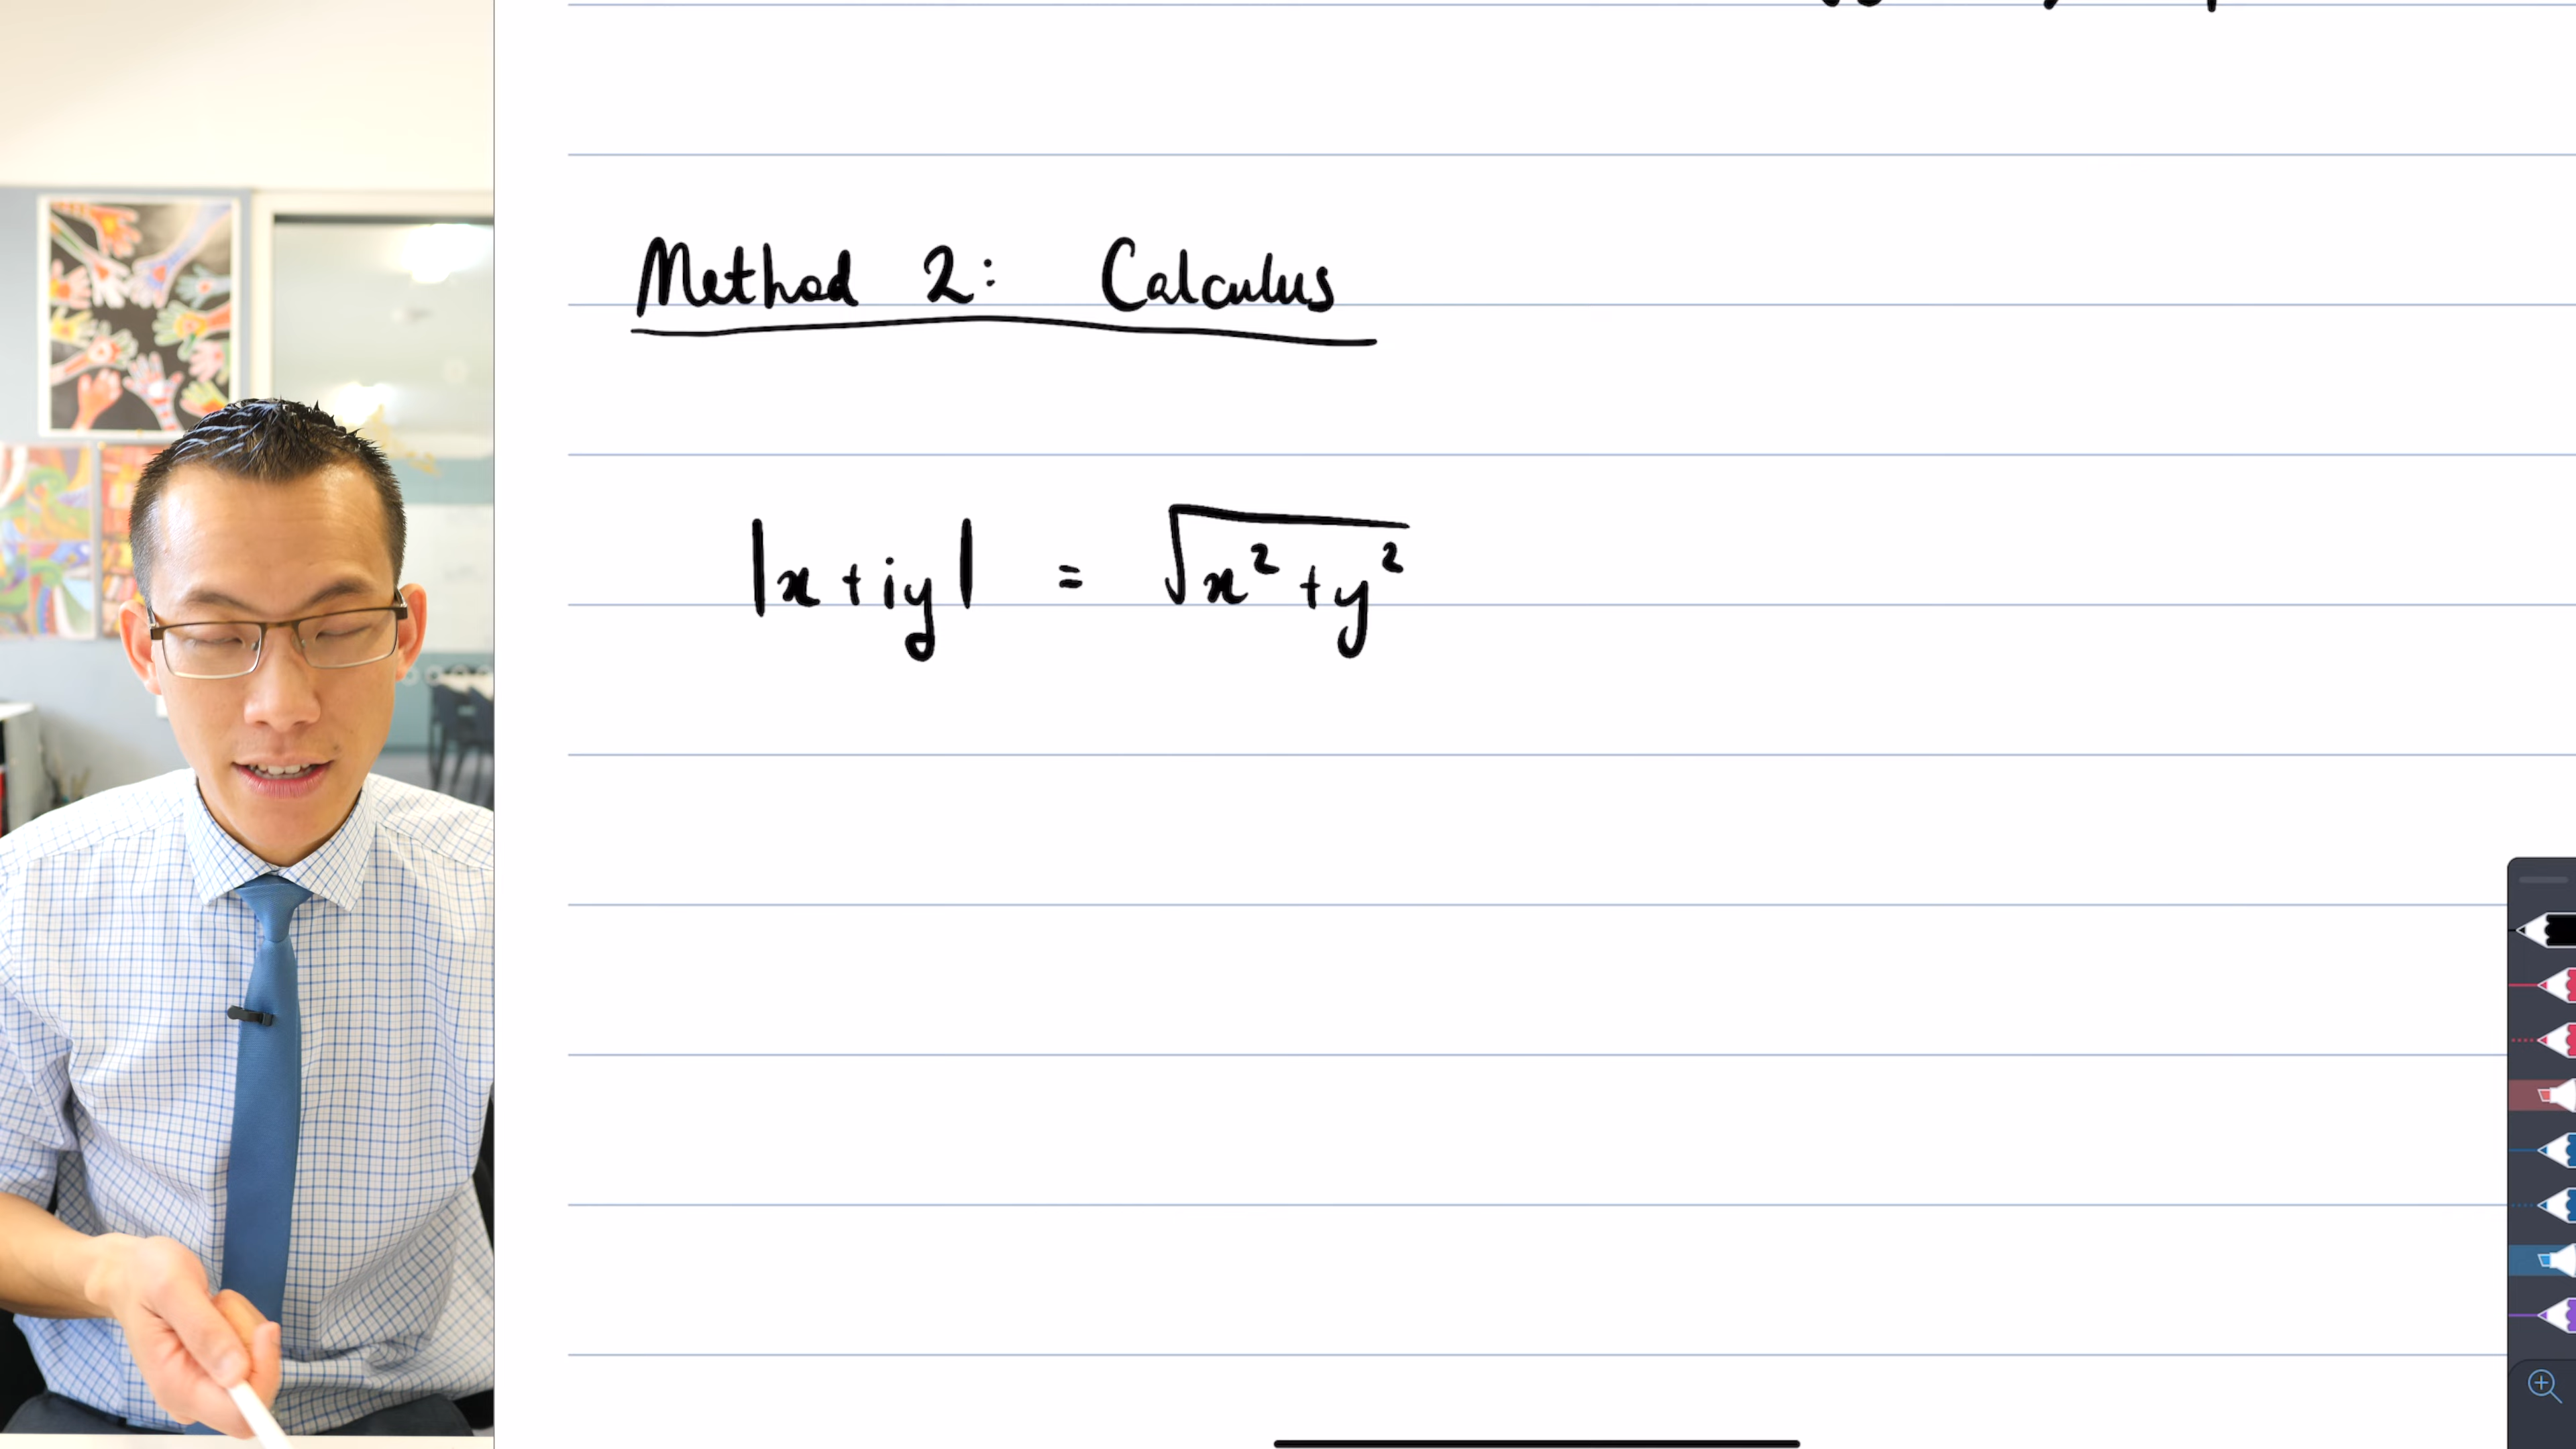 Method 2: Calculus
|x + iy| = √x² + y²